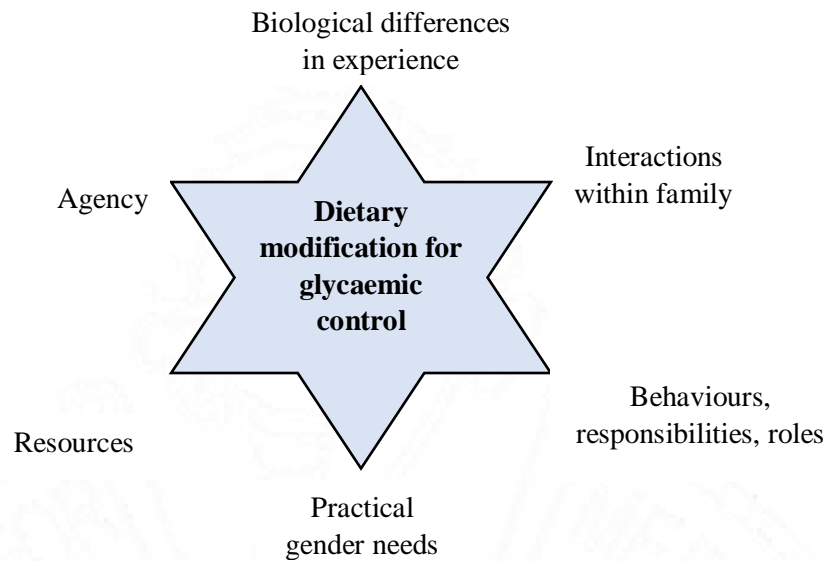 Biological differences
in experience
Agency
Interactions
within family
Dietary
modification for
glycaemic
control
Resources
Behaviours,
responsibilities, roles
Practical
gender needs